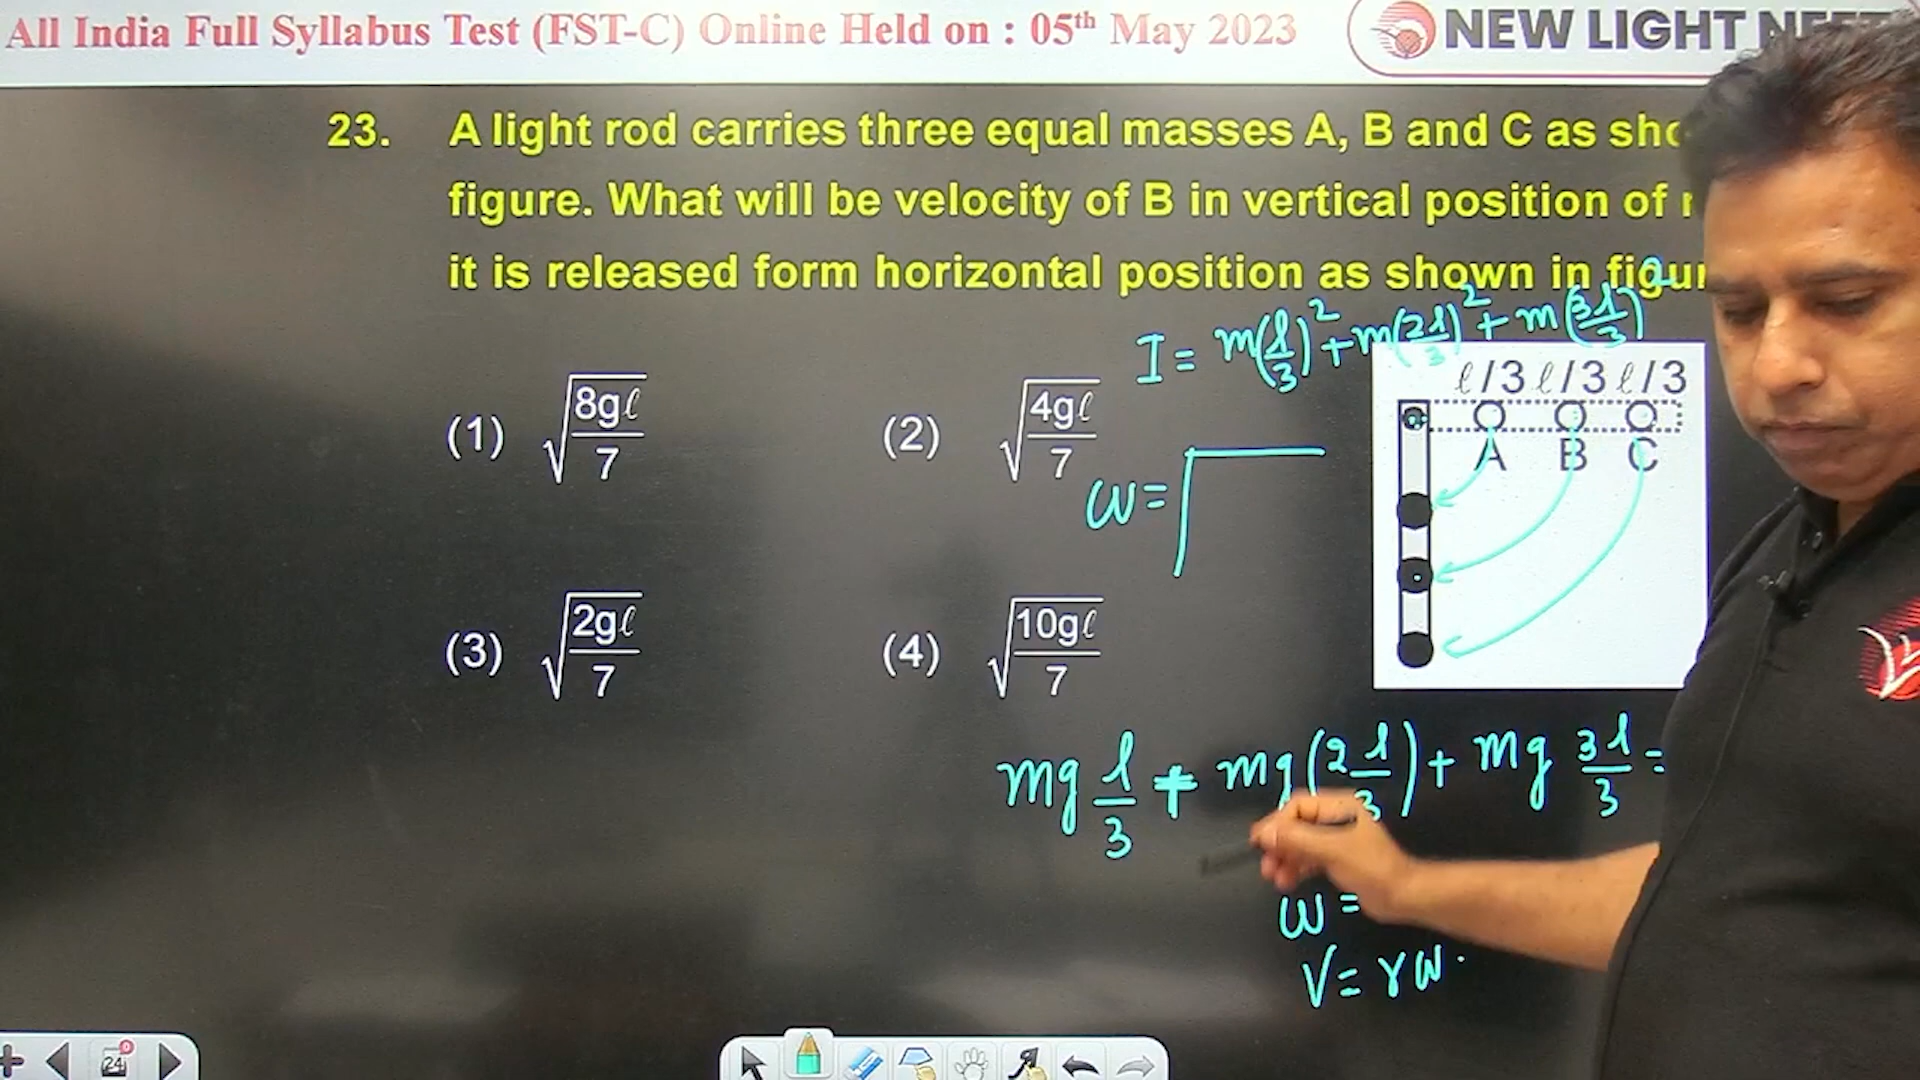 All India Full Syllabus Test (FST-C) Online Held on : 05th May 2023
NEW LIGHT NEET
23. A light rod carries three equal masses A, B and C as
figure. What will be velocity of B in vertical position of
it is released form horizontal position as shown in
I = m(l/3)² + m(2l/3)² + m(3l/3)²
ℓ/3 ℓ/3 ℓ/3
A B C
(1) √(8gℓ/7)
(2) √(4gℓ/7)
ω = √
(3) √(2gℓ/7)
(4) √(10gℓ/7)
mg l/3 + mg(2l/3) + mg 3l/3 =
ω =
V = rω.
24